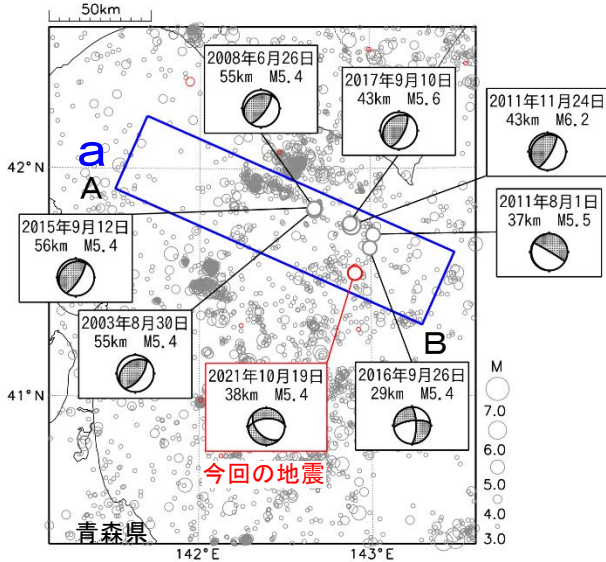 50km
2008年6月26日
55km M5.4
2017年9月10日
43km M5.6
2011年11月24日
43km M6.2
42°N
a
A
2015年9月12日
56km M5.4
2011年8月1日
37km M5.5
2003年8月30日
55km M5.4
B
2021年10月19日
38km M5.4
2016年9月26日
29km M5.4
今回の地震
41°N
M
7.0
6.0
5.0
4.0
3.0
青森県
142°E
143°E